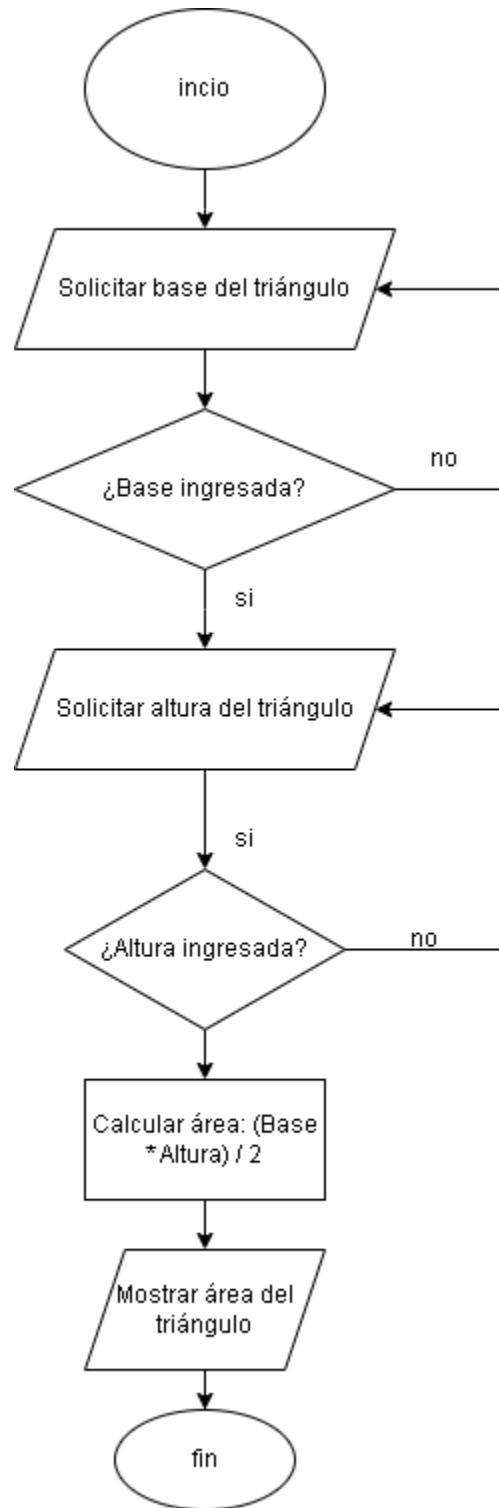 incio
Solicitar base del triángulo
¿Base ingresada?
no
si
Solicitar altura del triángulo
si
¿Altura ingresada?
no
Calcular área: (Base
* Altura) / 2
Mostrar área del
triángulo
fin